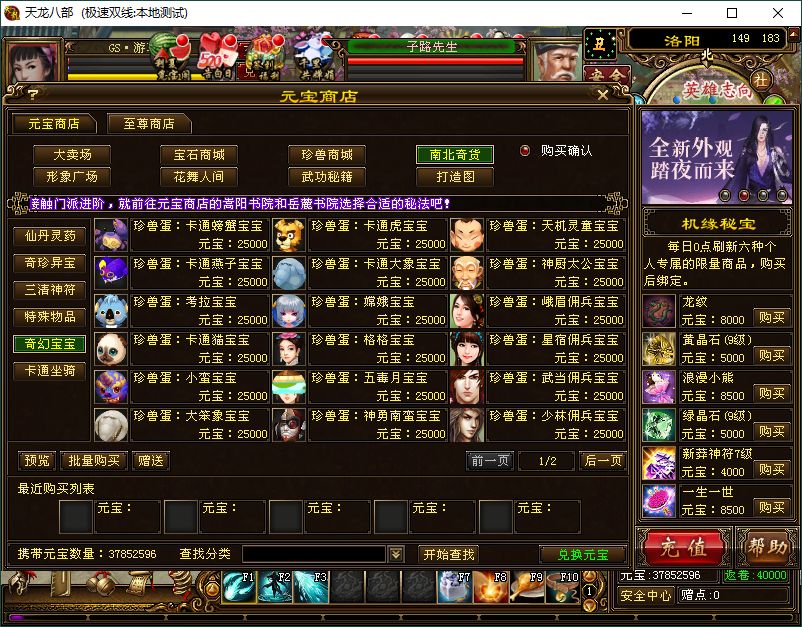 天龙八部 (极速双线:本地测试)
GS·游
子路先生
丑
洛阳 149 183
北
安全
英雄志向
社
?
元宝商店
元宝商店
至尊商店
大卖场
宝石商城
珍兽商城
南北奇货
购买确认
形象广场
花舞人间
武功秘籍
打造图
接触门派进阶,就前往元宝商店的嵩阳书院和岳麓书院选择合适的秘法吧!
仙丹灵药
奇珍异宝
三清神符
特殊物品
奇幻宝宝
卡通坐骑
珍兽蛋:卡通螃蟹宝宝
元宝:25000
珍兽蛋:卡通虎宝宝
元宝:25000
珍兽蛋:天机灵童宝宝
元宝:25000
珍兽蛋:卡通燕子宝宝
元宝:25000
珍兽蛋:卡通大象宝宝
元宝:25000
珍兽蛋:神厨太公宝宝
元宝:25000
珍兽蛋:考拉宝宝
元宝:25000
珍兽蛋:嫦娥宝宝
元宝:25000
珍兽蛋:峨眉佣兵宝宝
元宝:25000
珍兽蛋:卡通猫宝宝
元宝:25000
珍兽蛋:格格宝宝
元宝:25000
珍兽蛋:星宿佣兵宝宝
元宝:25000
珍兽蛋:小蛮宝宝
元宝:25000
珍兽蛋:五毒月宝宝
元宝:25000
珍兽蛋:武当佣兵宝宝
元宝:25000
珍兽蛋:大笨象宝宝
元宝:25000
珍兽蛋:神勇南蛮宝宝
元宝:25000
珍兽蛋:少林佣兵宝宝
元宝:25000
预览
批量购买
赠送
前一页
1/2
后一页
最近购买列表
元宝:
元宝:
元宝:
元宝:
元宝:
携带元宝数量:37852596
查找分类
开始查找
兑换元宝
全新外观
踏夜而来
机缘秘宝
每日0点刷新六种个
人专属的限量商品,购买
后绑定。
龙纹
元宝:8000 购买
黄晶石(9级)
元宝:5000 购买
浪漫小熊
元宝:8500 购买
绿晶石(9级)
元宝:5000 购买
新莽神符7级
元宝:4000 购买
一生一世
元宝:8500 购买
充值
帮助
元宝:37852596
返卷:40000
安全中心
赠点:0
F1
F2
F3
F7
F8
F9
F10
1